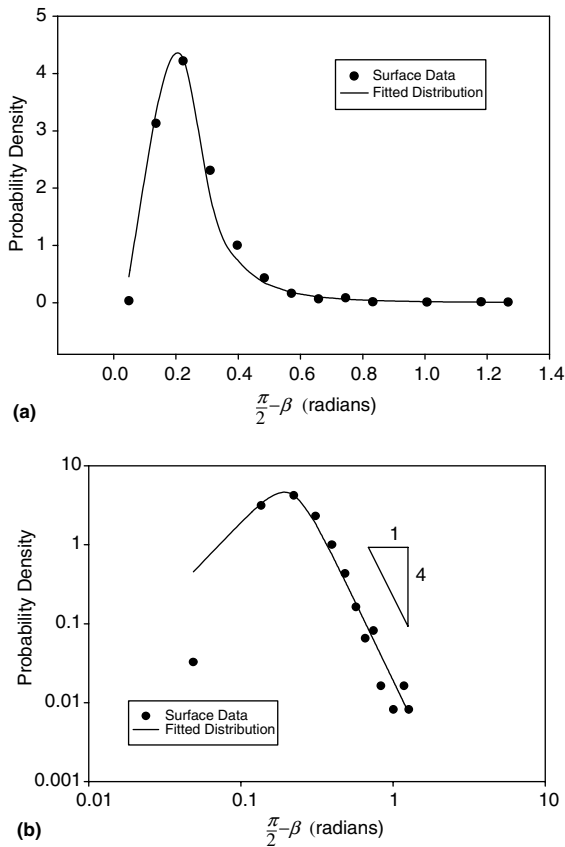 5
4
3
2
1
0
Probability Density
Surface Data
Fitted Distribution
0.0 0.2 0.4 0.6 0.8 1.0 1.2 1.4
(a)
π/2–β (radians)
10
1
0.1
0.01
0.001
Probability Density
1
4
Surface Data
Fitted Distribution
0.01 0.1 1 10
(b)
π/2–β (radians)